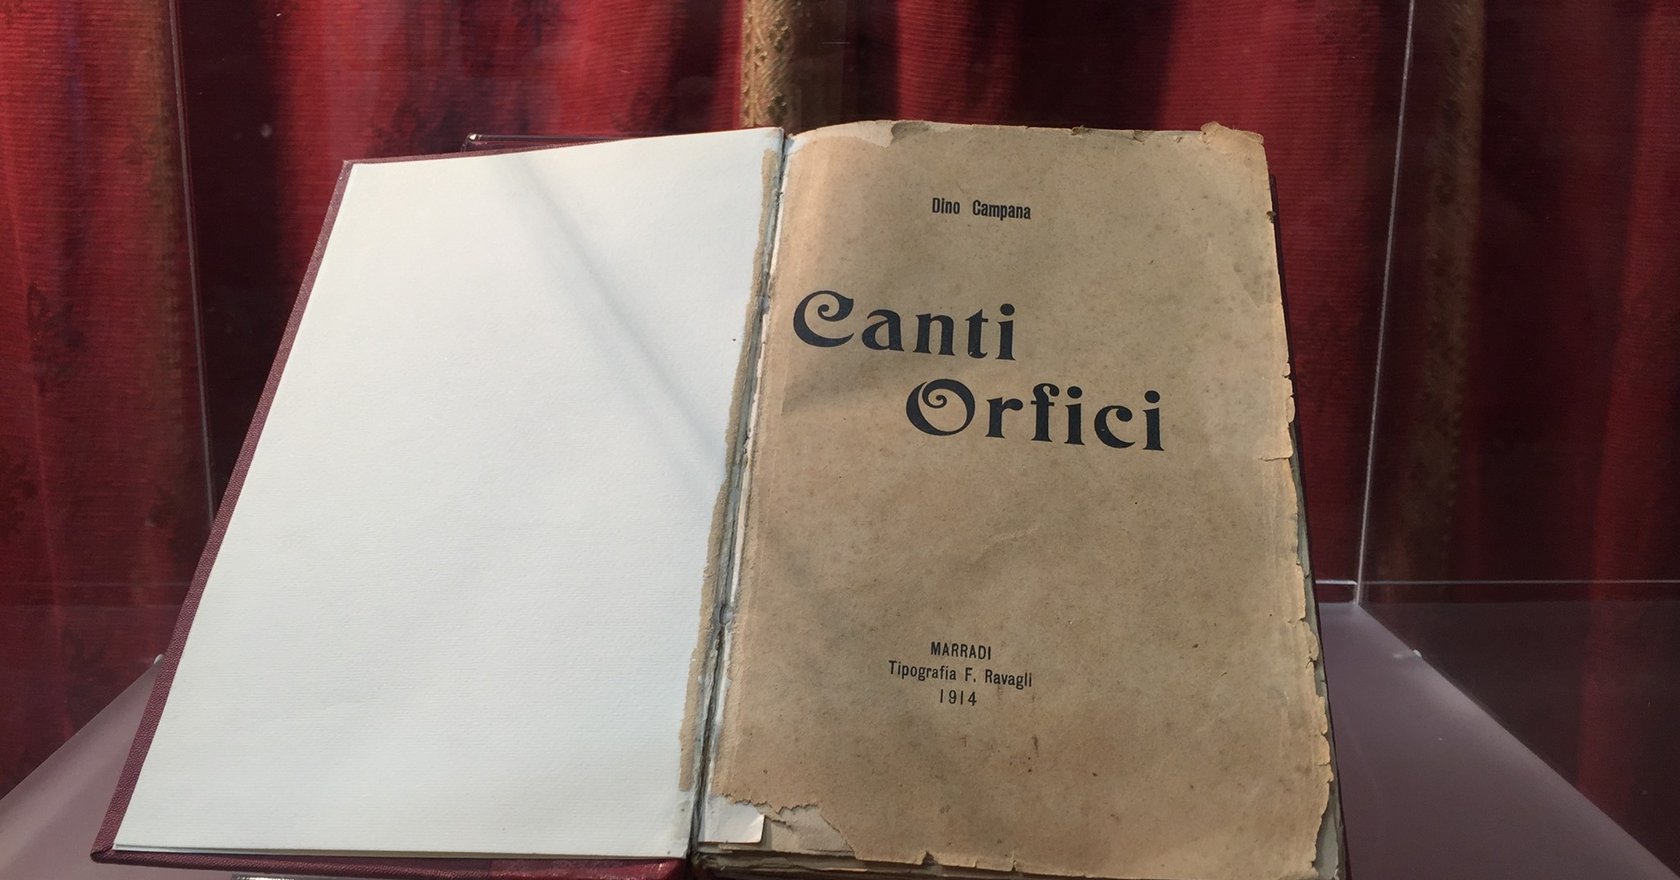 Dino Campana
Canti
Orfici
MARRADI
Tipografia F. Ravagli
1914